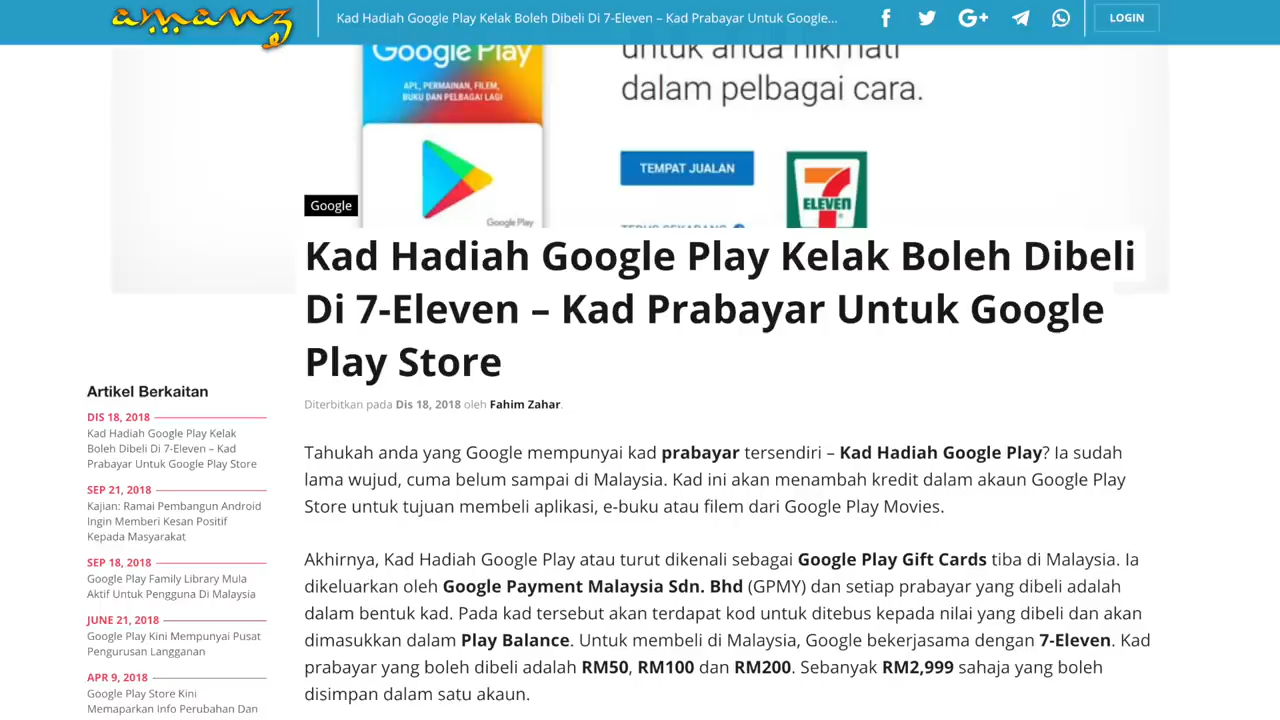 amanz
Kad Hadiah Google Play Kelak Boleh Dibeli Di 7-Eleven – Kad Prabayar Untuk Google...
LOGIN
Google Play
APL, PERMAINAN, FILEM,
BUKU DAN PELBAGAI LAGI
Google Play
untuk anda nikmati
dalam pelbagai cara.
TEMPAT JUALAN
7
ELEVEN
Google
Kad Hadiah Google Play Kelak Boleh Dibeli
Di 7-Eleven – Kad Prabayar Untuk Google
Play Store
Diterbitkan pada Dis 18, 2018 oleh Fahim Zahar.
Artikel Berkaitan
DIS 18, 2018
Kad Hadiah Google Play Kelak
Boleh Dibeli Di 7-Eleven – Kad
Prabayar Untuk Google Play Store
SEP 21, 2018
Kajian: Ramai Pembangun Android
Ingin Memberi Kesan Positif
Kepada Masyarakat
SEP 18, 2018
Google Play Family Library Mula
Aktif Untuk Pengguna Di Malaysia
JUNE 21, 2018
Google Play Kini Mempunyai Pusat
Pengurusan Langganan
APR 9, 2018
Google Play Store Kini
Memaparkan Info Perubahan Dan
Tahukah anda yang Google mempunyai kad prabayar tersendiri – Kad Hadiah Google Play? Ia sudah
lama wujud, cuma belum sampai di Malaysia. Kad ini akan menambah kredit dalam akaun Google Play
Store untuk tujuan membeli aplikasi, e-buku atau filem dari Google Play Movies.
Akhirnya, Kad Hadiah Google Play atau turut dikenali sebagai Google Play Gift Cards tiba di Malaysia. Ia
dikeluarkan oleh Google Payment Malaysia Sdn. Bhd (GPMY) dan setiap prabayar yang dibeli adalah
dalam bentuk kad. Pada kad tersebut akan terdapat kod untuk ditebus kepada nilai yang dibeli dan akan
dimasukkan dalam Play Balance. Untuk membeli di Malaysia, Google bekerjasama dengan 7-Eleven. Kad
prabayar yang boleh dibeli adalah RM50, RM100 dan RM200. Sebanyak RM2,999 sahaja yang boleh
disimpan dalam satu akaun.